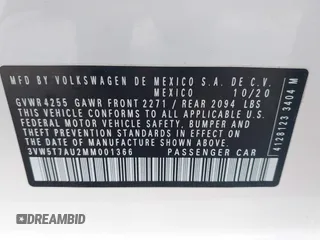 MFD BY VOLKSWAGEN DE MEXICO S.A. DE C.V.
MEXICO 10/20
GVWR 4255 GAWR FRONT 2271 / REAR 2094 LBS
THIS VEHICLE CONFORMS TO ALL APPLICABLE
FEDERAL MOTOR VEHICLE SAFETY, BUMPER AND
THEFT PREVENTION STANDARDS IN EFFECT ON
THE DATE OF MANUFACTURE SHOWN ABOVE
3VW5T7AU2MM001366 PASSENGER CAR
4128123 3404 M
OTOFACTS